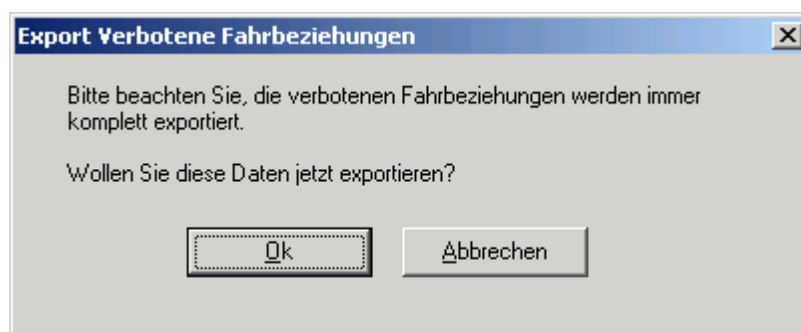 Export Verbotene Fahrbeziehungen
Bitte beachten Sie, die verbotenen Fahrbeziehungen werden immer
komplett exportiert.
Wollen Sie diese Daten jetzt exportieren?
Ok
Abbrechen